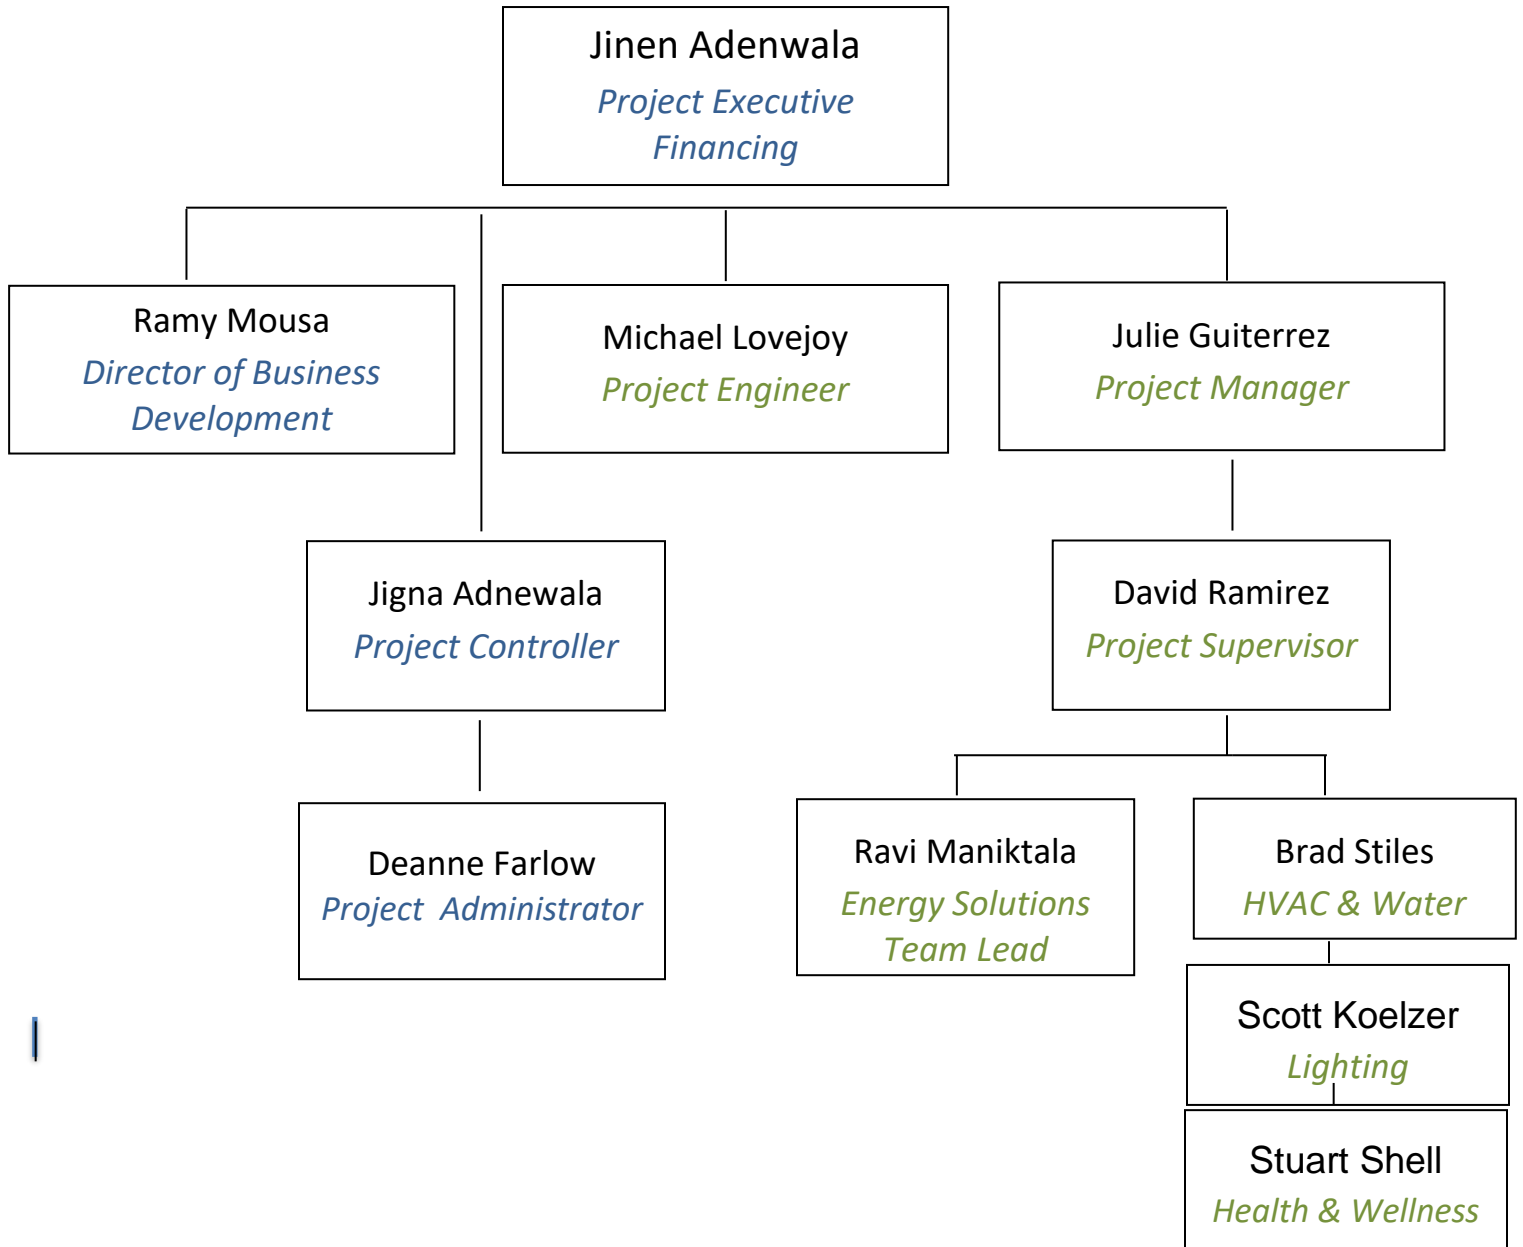 Jinen Adenwala
Project Executive
Financing
Ramy Mousa
Director of Business
Development
Michael Lovejoy
Project Engineer
Julie Guiterrez
Project Manager
Jigna Adnewala
Project Controller
David Ramirez
Project Supervisor
Deanne Farlow
Project Administrator
Ravi Maniktala
Energy Solutions
Team Lead
Brad Stiles
HVAC & Water
Scott Koelzer
Lighting
Stuart Shell
Health & Wellness